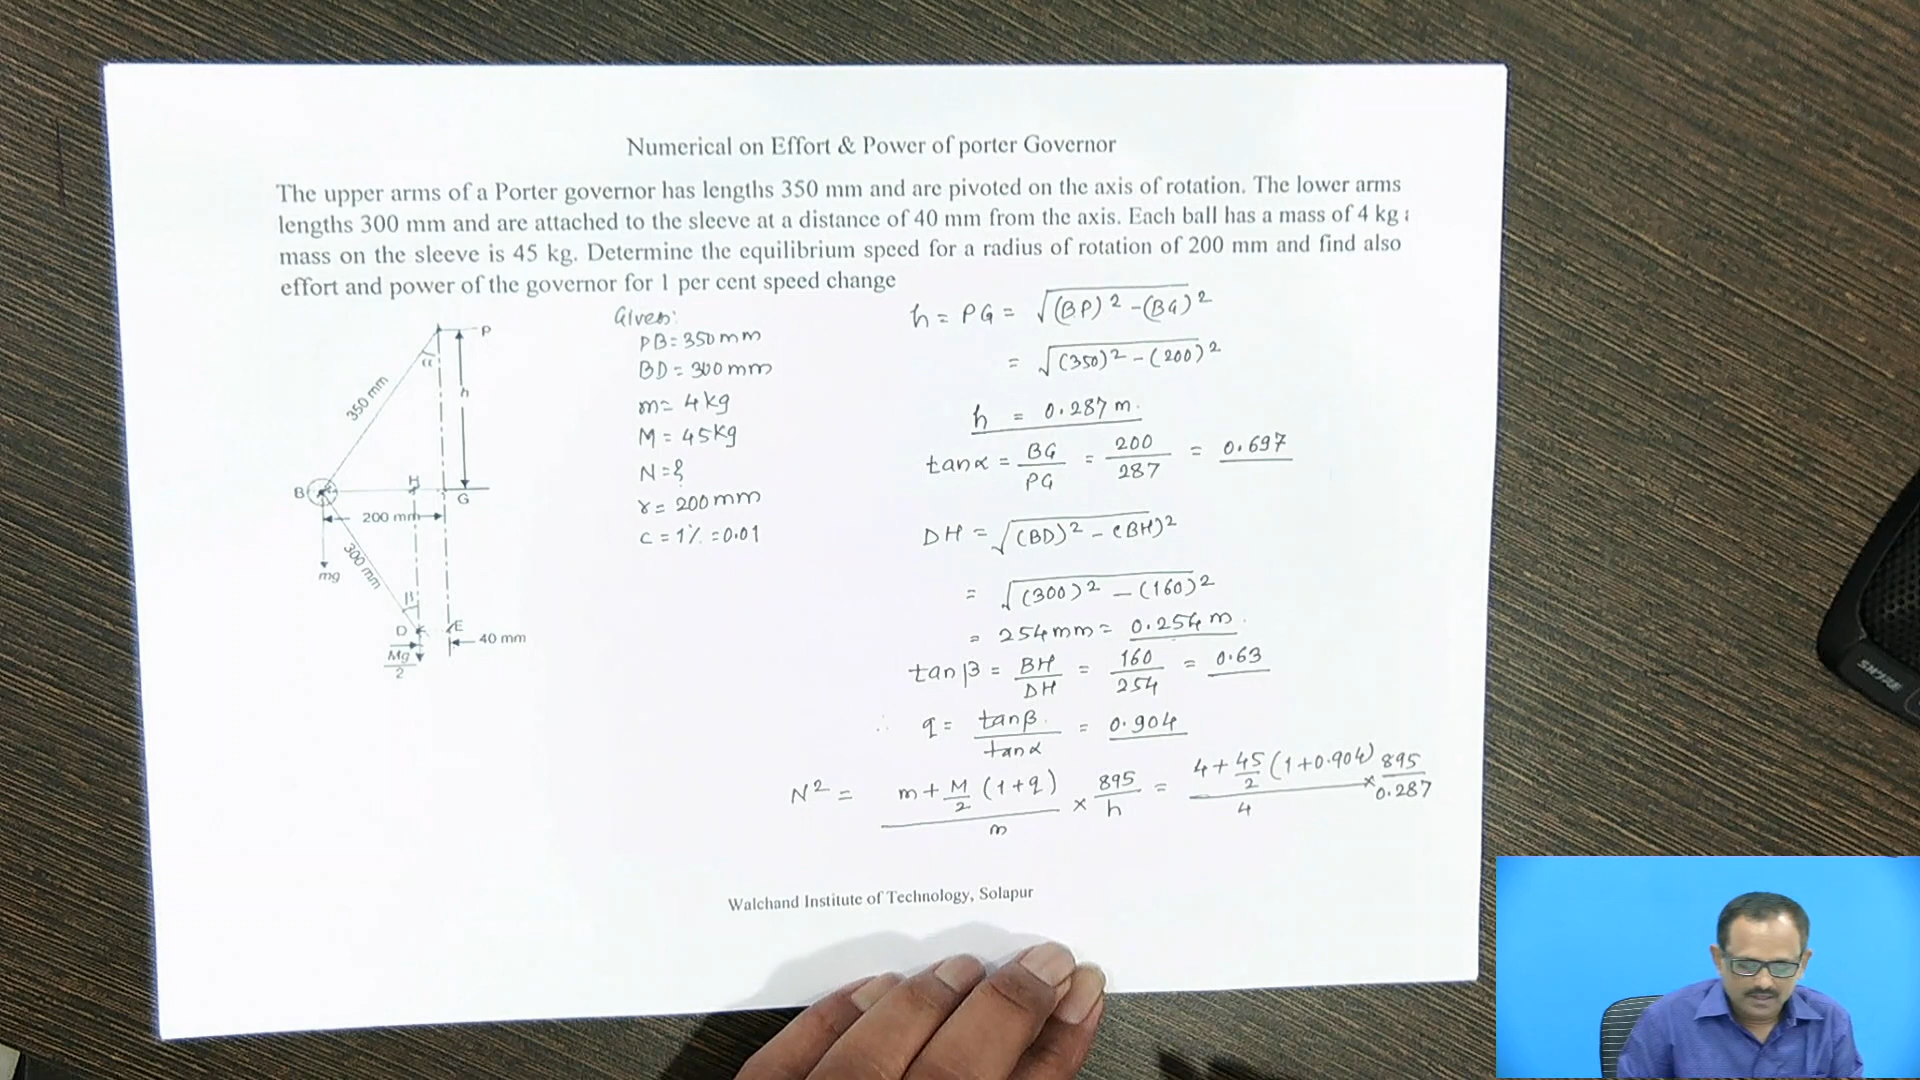 Numerical on Effort & Power of porter Governor
The upper arms of a Porter governor has lengths 350 mm and are pivoted on the axis of rotation. The lower arms
lengths 300 mm and are attached to the sleeve at a distance of 40 mm from the axis. Each ball has a mass of 4 kg
mass on the sleeve is 45 kg. Determine the equilibrium speed for a radius of rotation of 200 mm and find also
effort and power of the governor for 1 per cent speed change
P
α
h
350 mm
B
H
G
200 mm
300 mm
mg
β
D
E
40 mm
Mg
2
Given:
PB = 350 mm
BD = 300 mm
m = 4 kg
M = 45 kg
N = ?
r = 200 mm
c = 1% = 0.01
h = PG = √(BP)² - (BG)²
= √(350)² - (200)²
h = 0.287 m.
tanα = BG/PG = 200/287 = 0.697
DH = √(BD)² - (BH)²
= √(300)² - (160)²
= 254 mm = 0.254 m.
tanβ = BH/DH = 160/254 = 0.63
∴ q = tanβ/tanα = 0.904
N² = m + M/2 (1+q) / m × 895/h = 4 + 45/2 (1+0.904) / 4 × 895/0.287
Walchand Institute of Technology, Solapur
SHURE